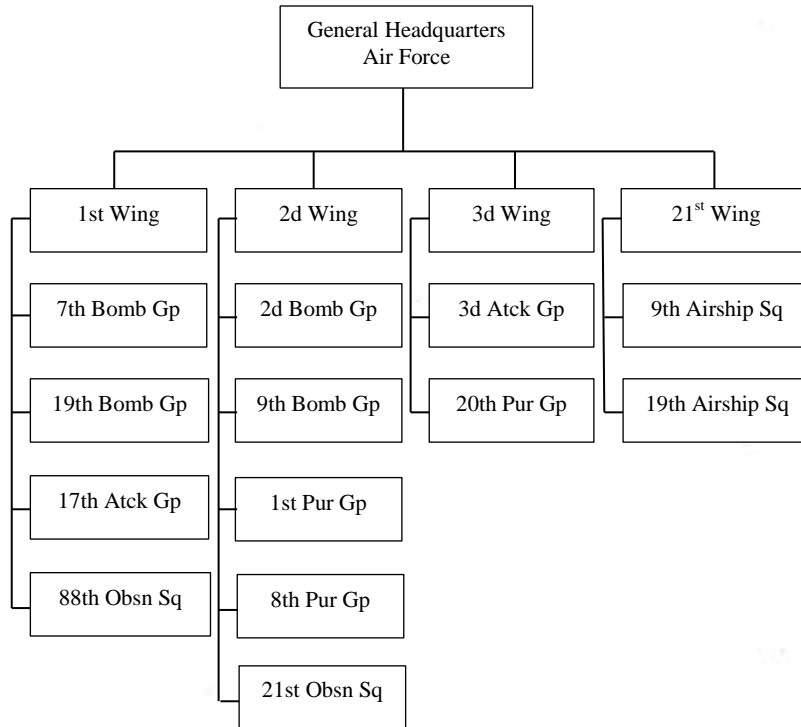 General Headquarters
Air Force
1st Wing
7th Bomb Gp
19th Bomb Gp
17th Atck Gp
88th Obsn Sq
2d Wing
2d Bomb Gp
9th Bomb Gp
1st Pur Gp
8th Pur Gp
21st Obsn Sq
3d Wing
3d Atck Gp
20th Pur Gp
21st Wing
9th Airship Sq
19th Airship Sq